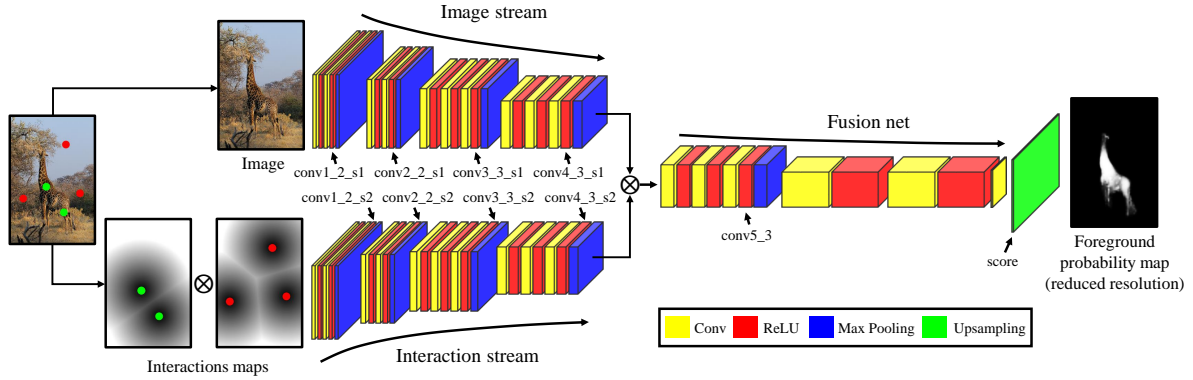 Image stream
Image
conv1_2_s1
conv2_2_s1
conv3_3_s1
conv4_3_s1
conv1_2_s2
conv2_2_s2
conv3_3_s2
conv4_3_s2
Interactions maps
Interaction stream
Fusion net
conv5_3
score
Foreground
probability map
(reduced resolution)
Conv
ReLU
Max Pooling
Upsampling